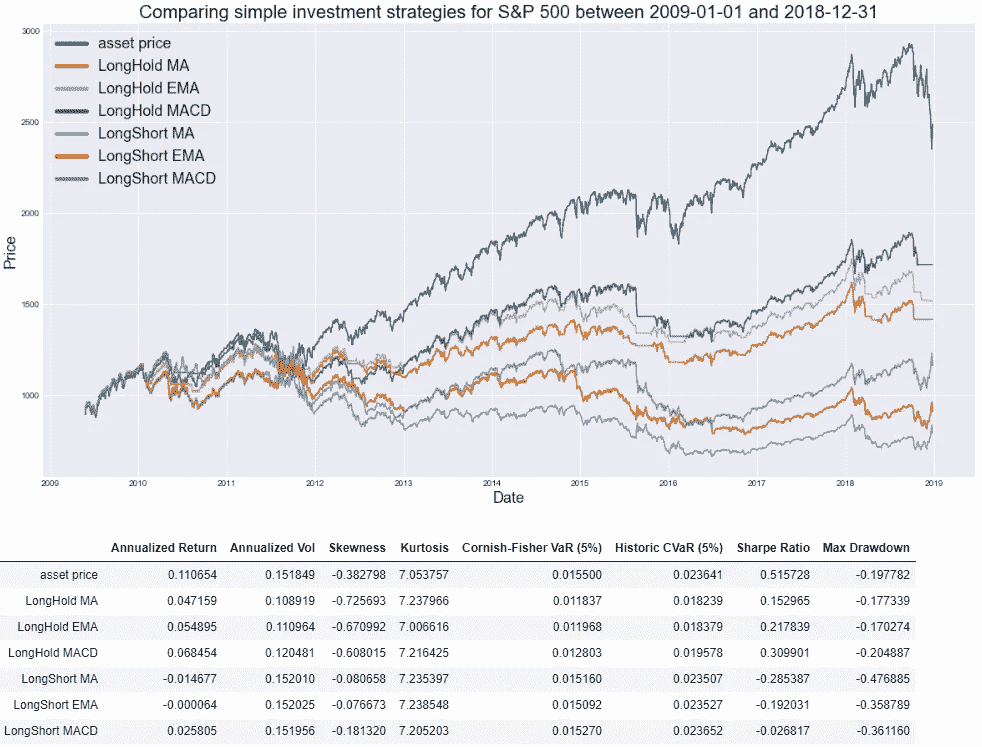 Comparing simple investment strategies for S&P 500 between 2009-01-01 and 2018-12-31
3000
asset price
LongHold MA
LongHold EMA
LongHold MACD
LongShort MA
LongShort EMA
LongShort MACD
2500
2000
1500
1000
Price
2009 2010 2011 2012 2013 2014 2015 2016 2017 2018 2019
Date
Annualized Return Annualized Vol Skewness Kurtosis Cornish-Fisher VaR (5%) Historic CVaR (5%) Sharpe Ratio Max Drawdown
asset price 0.110654 0.151849 -0.382798 7.053757 0.015500 0.023641 0.515728 -0.197782
LongHold MA 0.047159 0.108919 -0.725693 7.237966 0.011837 0.018239 0.152965 -0.177339
LongHold EMA 0.054895 0.110964 -0.670992 7.006616 0.011968 0.018379 0.217839 -0.170274
LongHold MACD 0.068454 0.120481 -0.608015 7.216425 0.012803 0.019578 0.309901 -0.204887
LongShort MA -0.014677 0.152010 -0.080658 7.235397 0.015160 0.023507 -0.285387 -0.476885
LongShort EMA -0.000064 0.152025 -0.076673 7.238548 0.015092 0.023527 -0.192031 -0.358789
LongShort MACD 0.025805 0.151956 -0.181320 7.205203 0.015270 0.023652 -0.026817 -0.361160